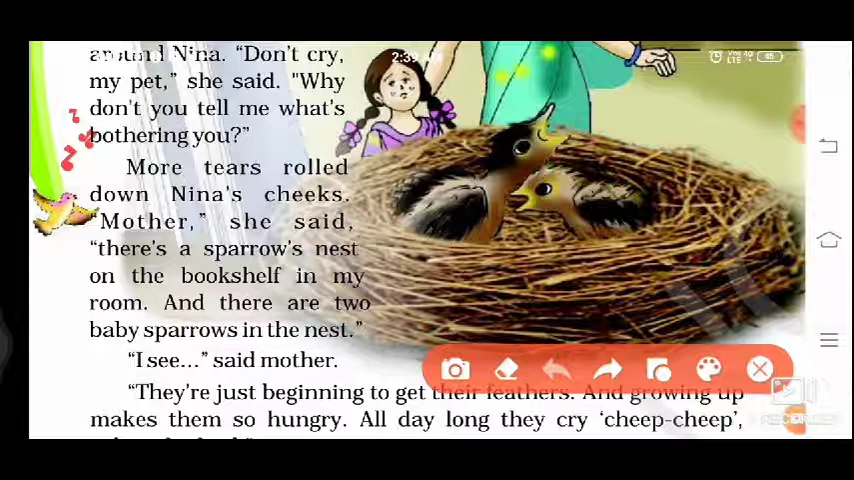 around Nina. “Don’t cry,
my pet,” she said. "Why
don't you tell me what’s
bothering you?”
More tears rolled
down Nina’s cheeks.
“Mother,” she said,
“there’s a sparrow’s nest
on the bookshelf in my
room. And there are two
baby sparrows in the nest.”
“I see...” said mother.
“They’re just beginning to get their feathers. And growing up
makes them so hungry. All day long they cry ‘cheep-cheep’,